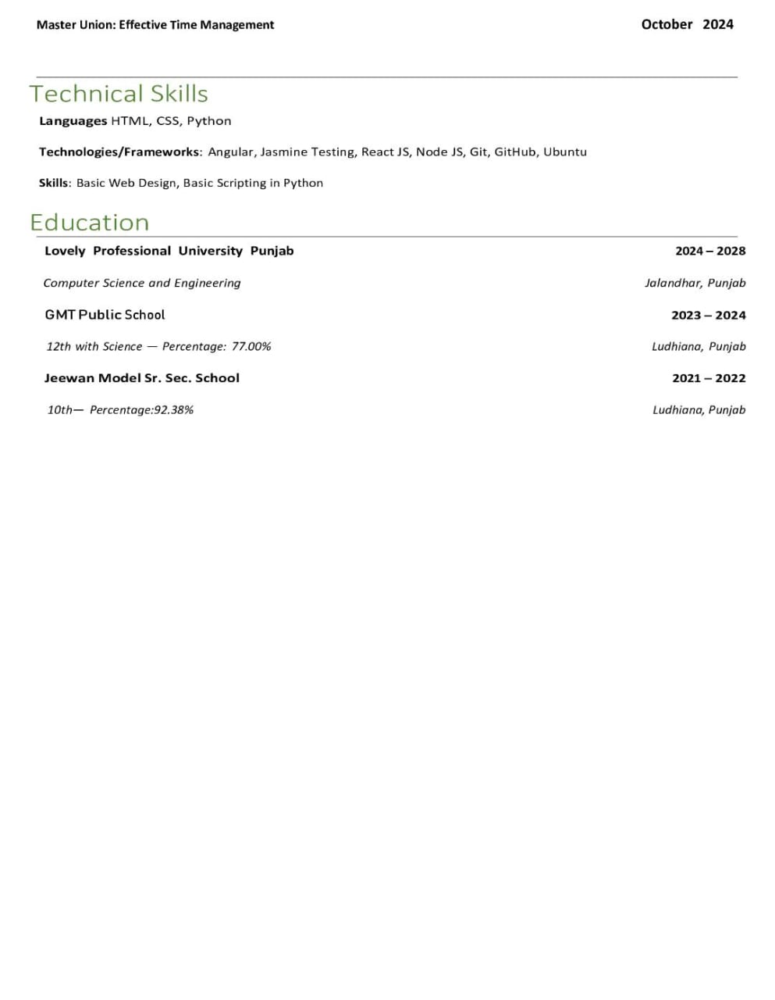 Master Union: Effective Time Management October 2024
Technical Skills
Languages HTML, CSS, Python
Technologies/Frameworks: Angular, Jasmine Testing, React JS, Node JS, Git, GitHub, Ubuntu
Skills: Basic Web Design, Basic Scripting in Python
Education
Lovely Professional University Punjab 2024 – 2028
Computer Science and Engineering Jalandhar, Punjab
GMT Public School 2023 – 2024
12th with Science — Percentage: 77.00% Ludhiana, Punjab
Jeewan Model Sr. Sec. School 2021 – 2022
10th— Percentage:92.38% Ludhiana, Punjab